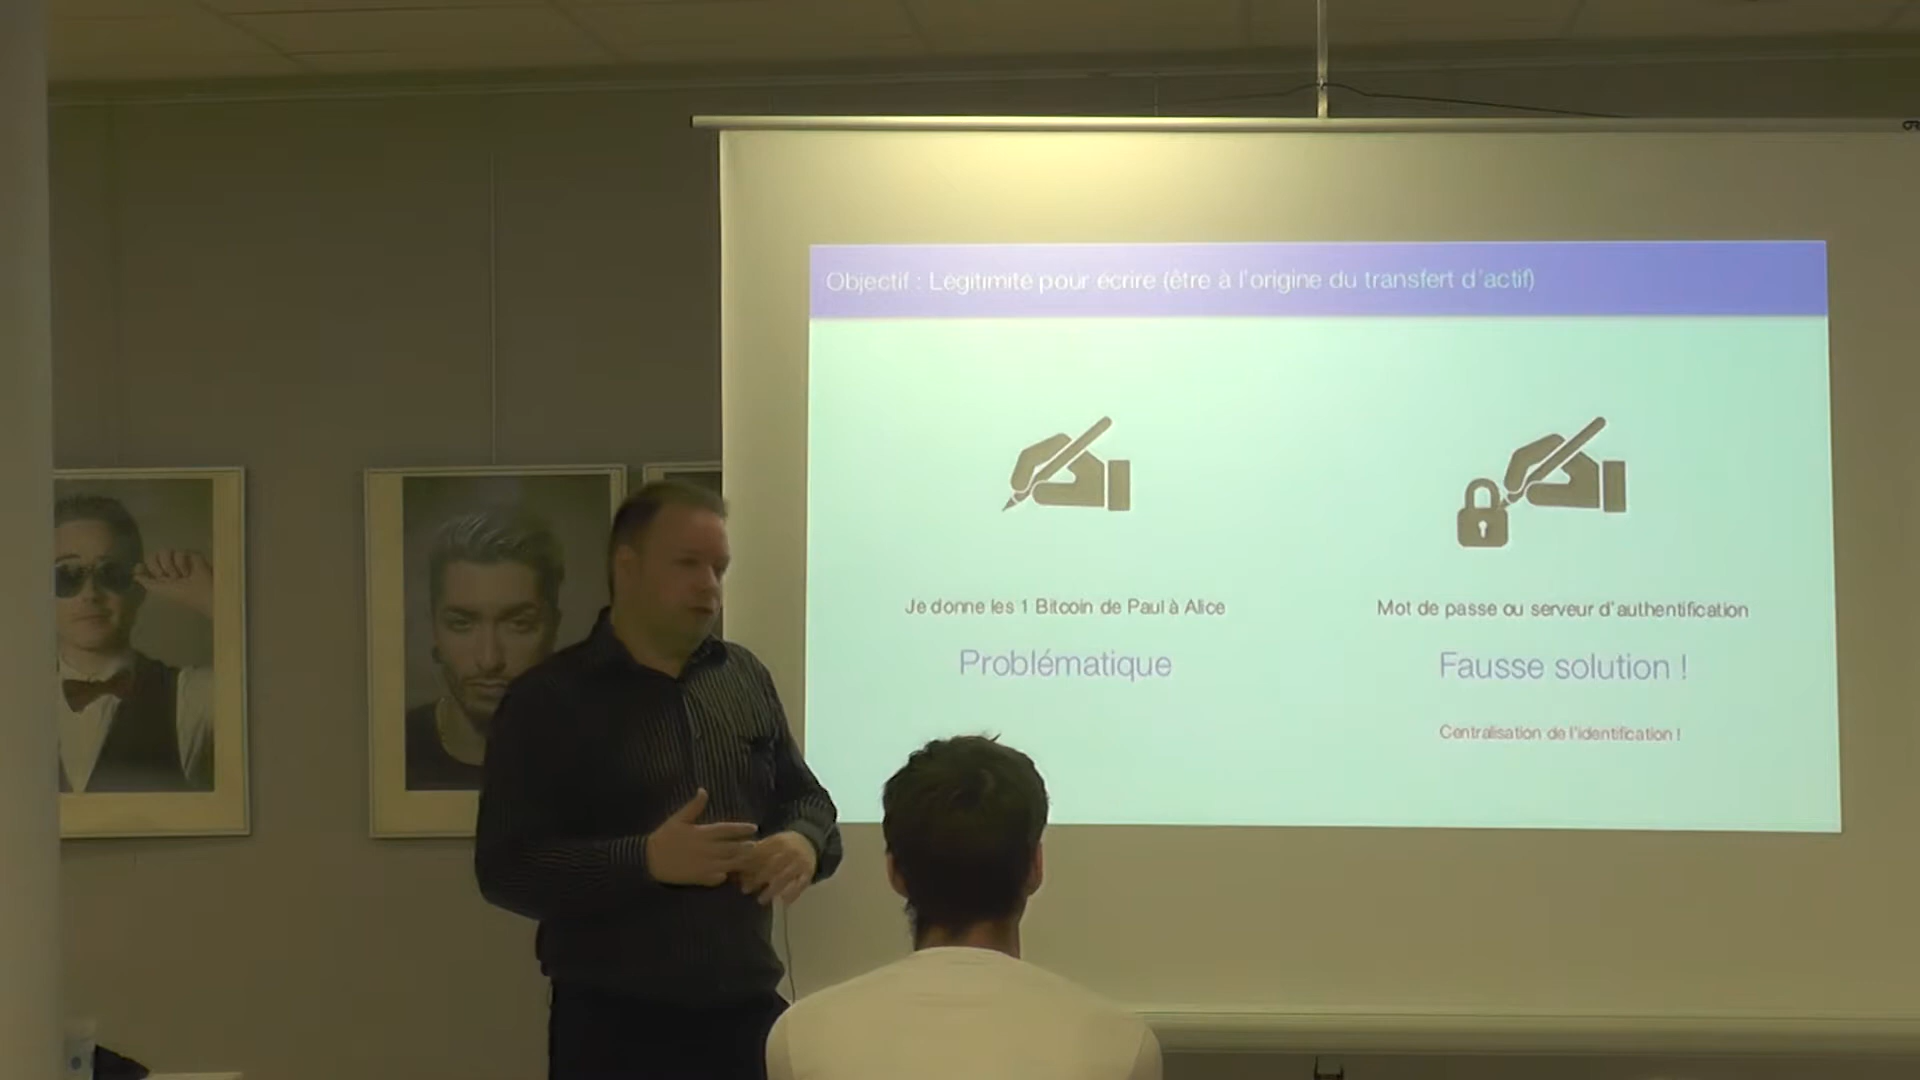 Objectif : Légitimité pour écrire (être à l'origine du transfert d'actif)
Je donne les 1 Bitcoin de Paul à Alice
Problématique
Mot de passe ou serveur d'authentification
Fausse solution !
Centralisation de l'identification !